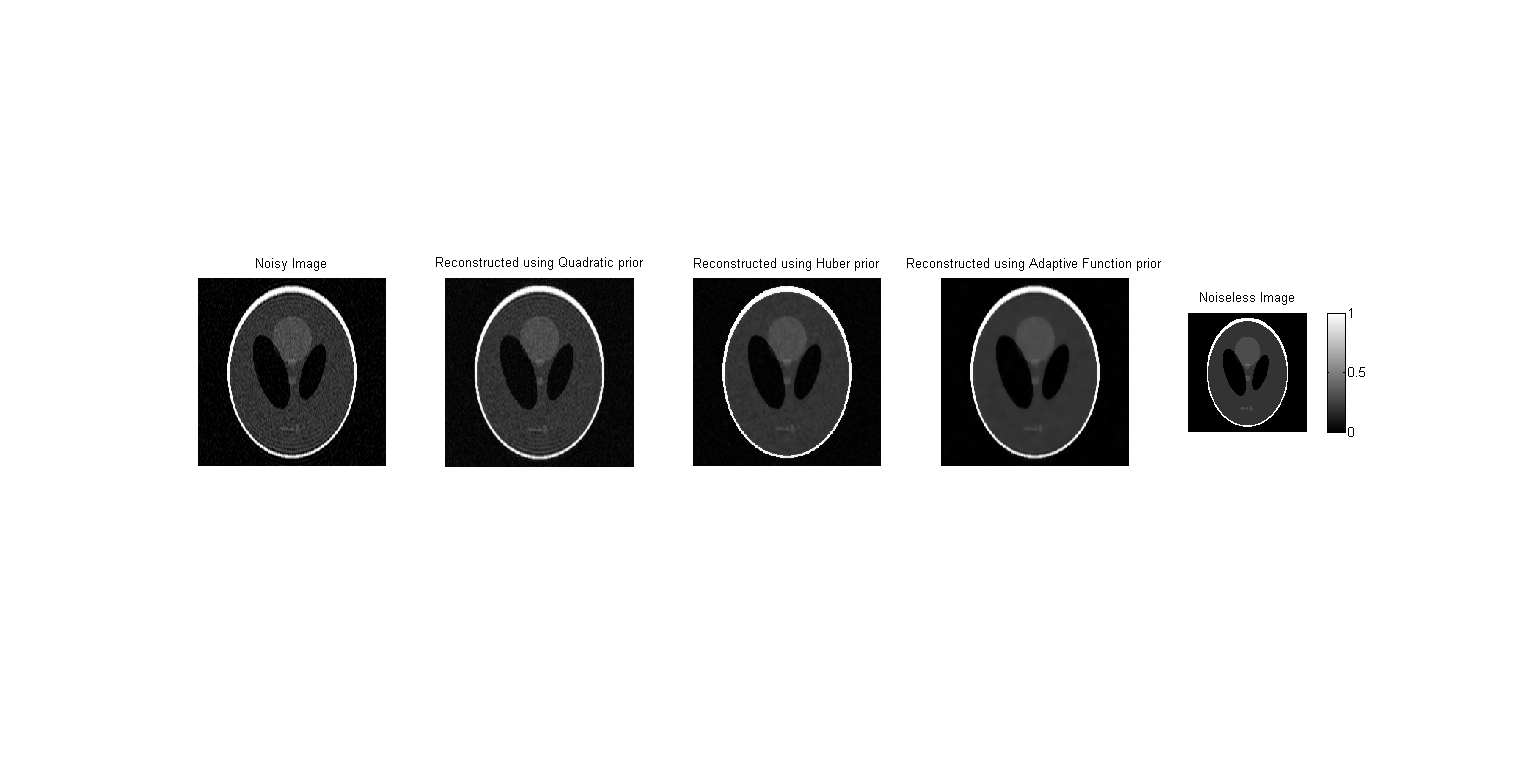 Noisy Image
Reconstructed using Quadratic prior
Reconstructed using Huber prior
Reconstructed using Adaptive Function prior
Noiseless Image
1
0.5
0